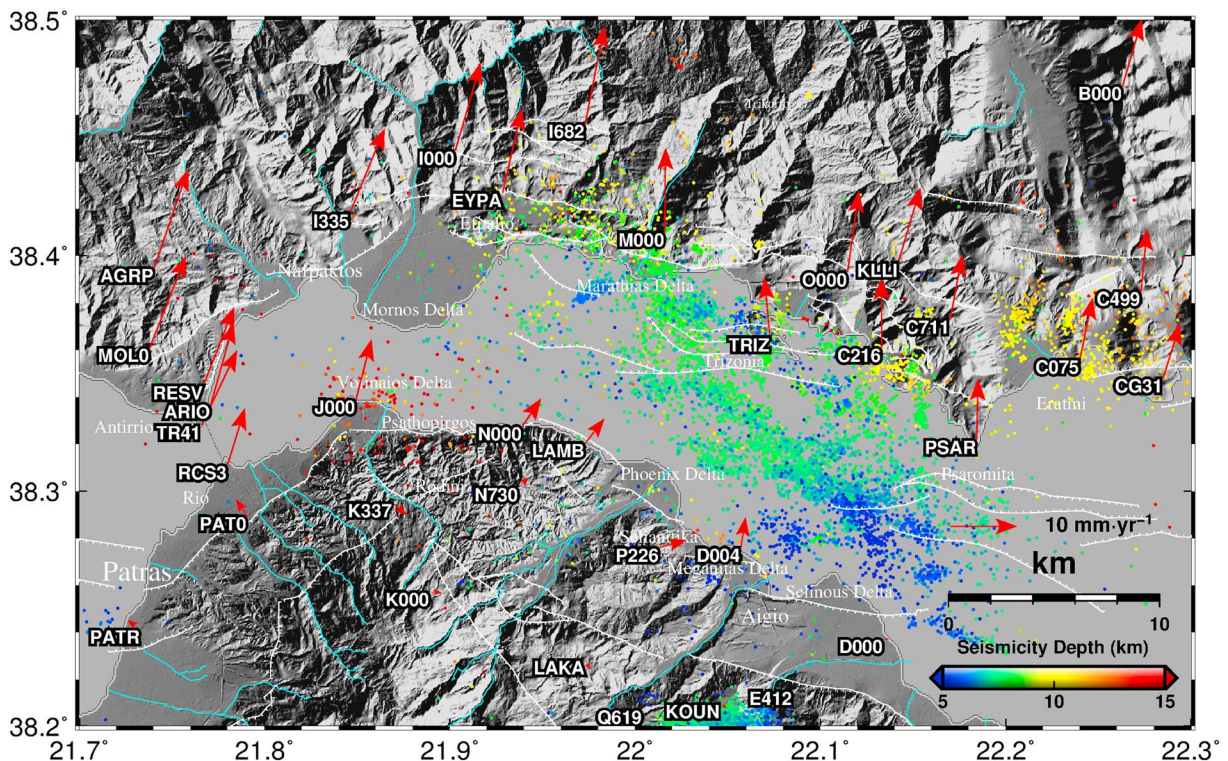 38.5°
B000
Trikorfo
I682
I000
EYPA
I335
M000
Efpalio
38.4°
AGRP
Nafpaktos
O000
KLLI
Marathias Delta
C499
Mornos Delta
C711
MOL0
TRIZ
C216
Trizonia
C075
CG31
RESV
ARIO
TR41
J000
Volinaios Delta
Eratini
Antirrio
Psathopirgos
N000
LAMB
PSAR
RCS3
Phoenix Delta
Psaromita
38.3°
Rio
Rodini
N730
PAT0
K337
10 mm·yr⁻¹
P226
D004
Meganitas Delta
km
Patras
K000
Selinous Delta
Aigio
0
10
PATR
D000
Seismicity Depth (km)
LAKA
5
10
15
E412
KOUN
Q619
38.2°
21.7°
21.8°
21.9°
22°
22.1°
22.2°
22.3°